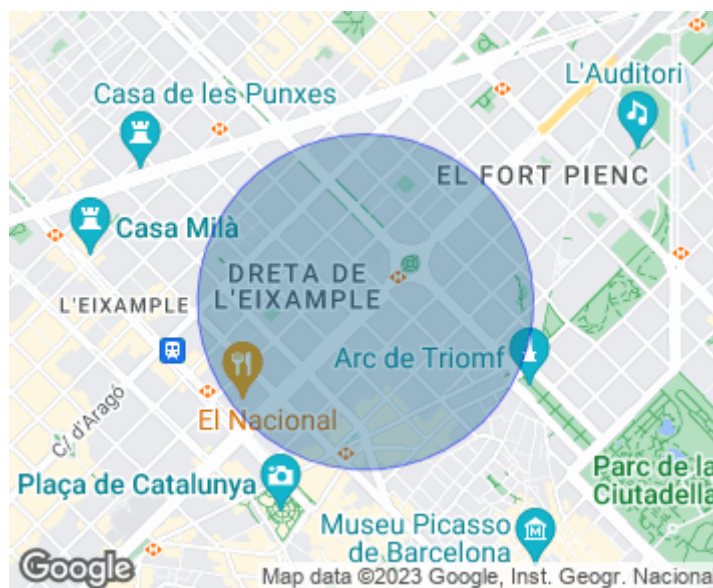 L'Auditori
Casa de les Punxes
EL FORT PIENC
Casa Milà
DRETA DE
L'EIXAMPLE
L'EIXAMPLE
Arc de Triomf
C/ d'Aragó
El Nacional
Plaça de Catalunya
Parc de la
Ciutadella
Museu Picasso
de Barcelona
Google
Map data ©2023 Google, Inst. Geogr. Naciona